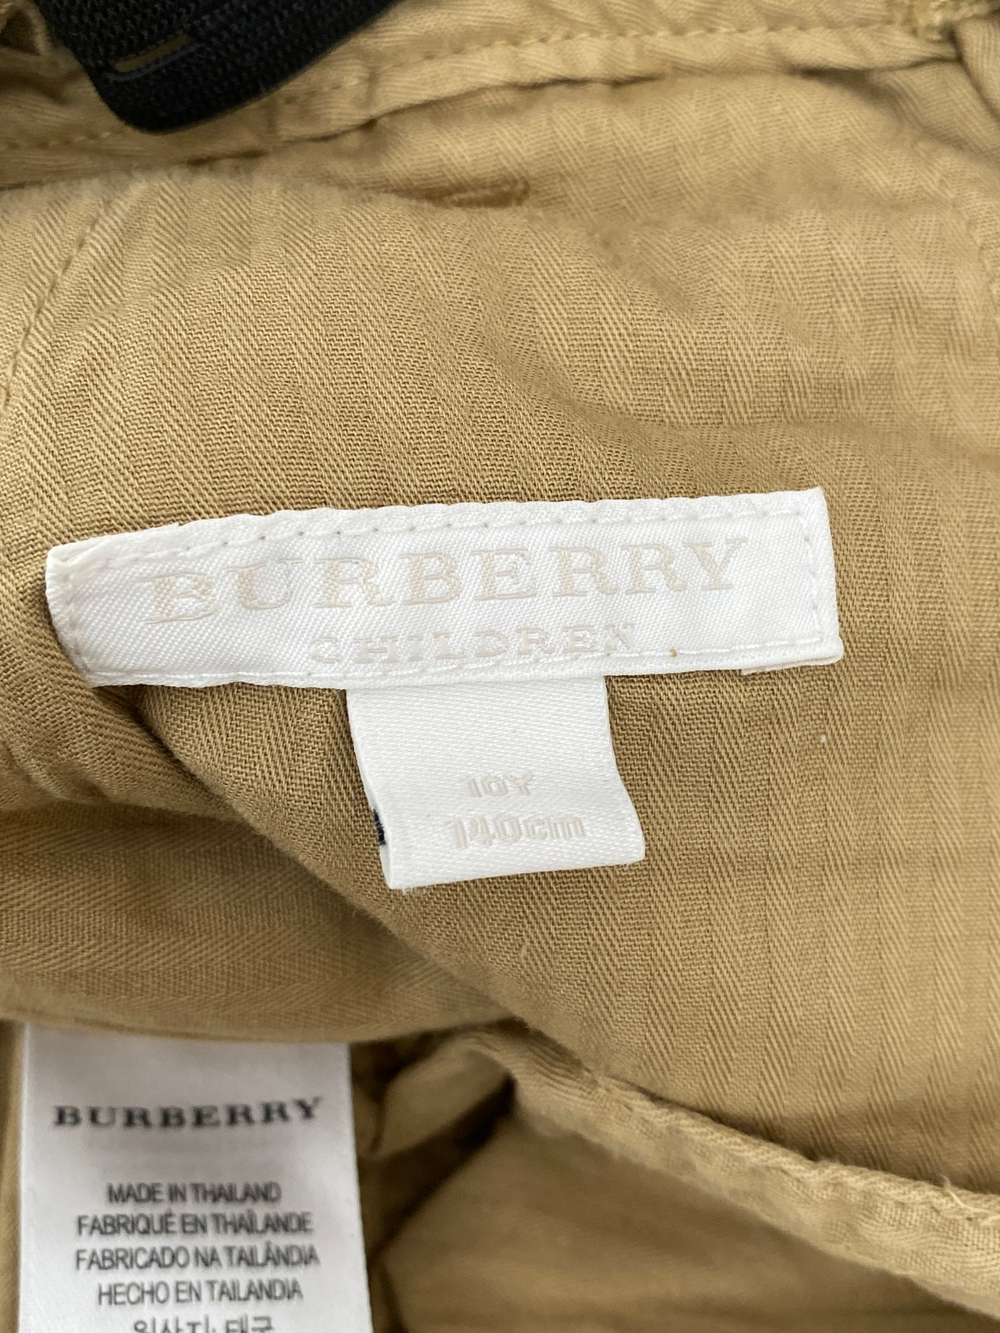 BURBERRY
CHILDREN
10Y
140cm
BURBERRY
MADE IN THAILAND
FABRIQUÉ EN THAÏLANDE
FABRICADO NA TAILÂNDIA
HECHO EN TAILANDIA